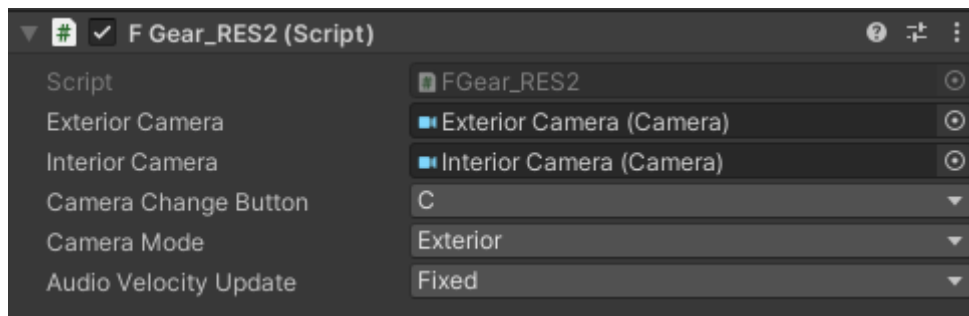 F Gear_RES2 (Script)
Script FGear_RES2
Exterior Camera Exterior Camera (Camera)
Interior Camera Interior Camera (Camera)
Camera Change Button C
Camera Mode Exterior
Audio Velocity Update Fixed